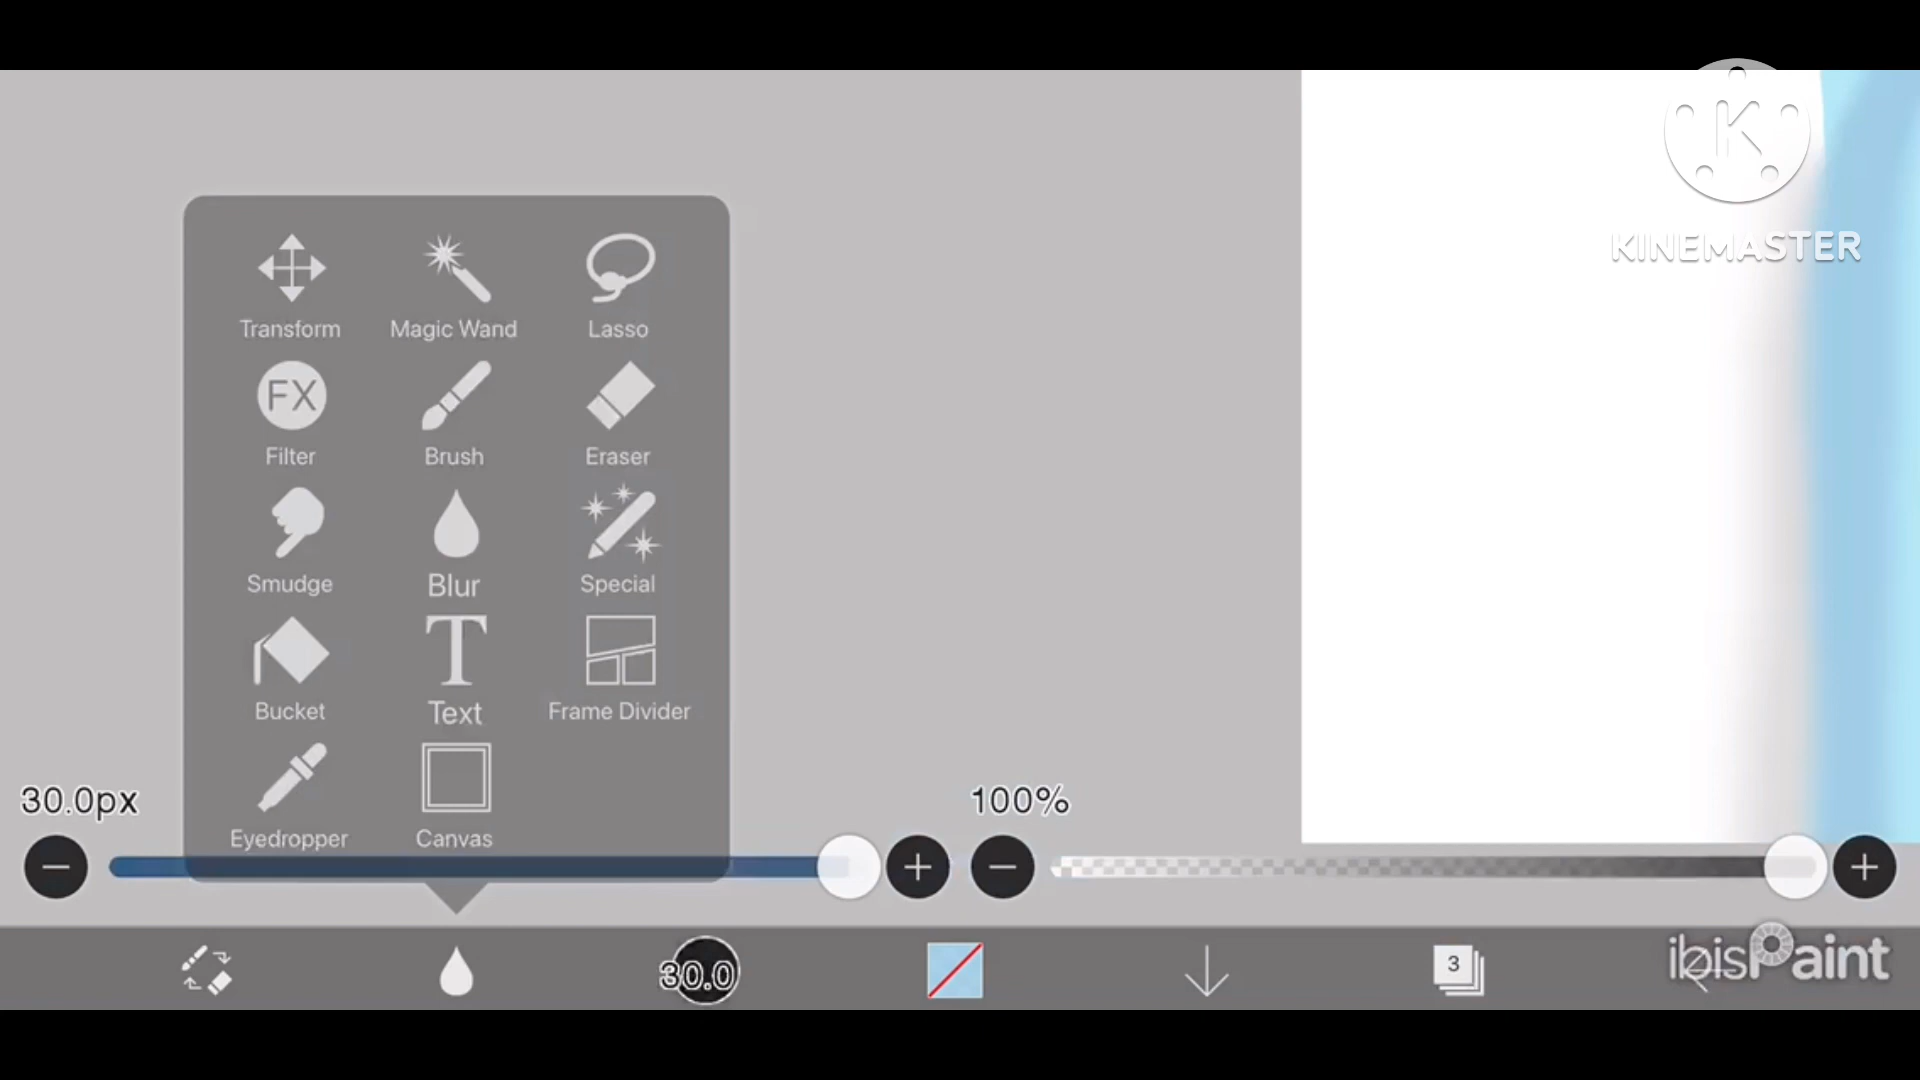 K
KINEMASTER
Transform Magic Wand Lasso
FX
Filter Brush Eraser
Smudge Blur Special
T
Bucket Text Frame Divider
Eyedropper Canvas
30.0px 100%
30.0 3 ibisPaint